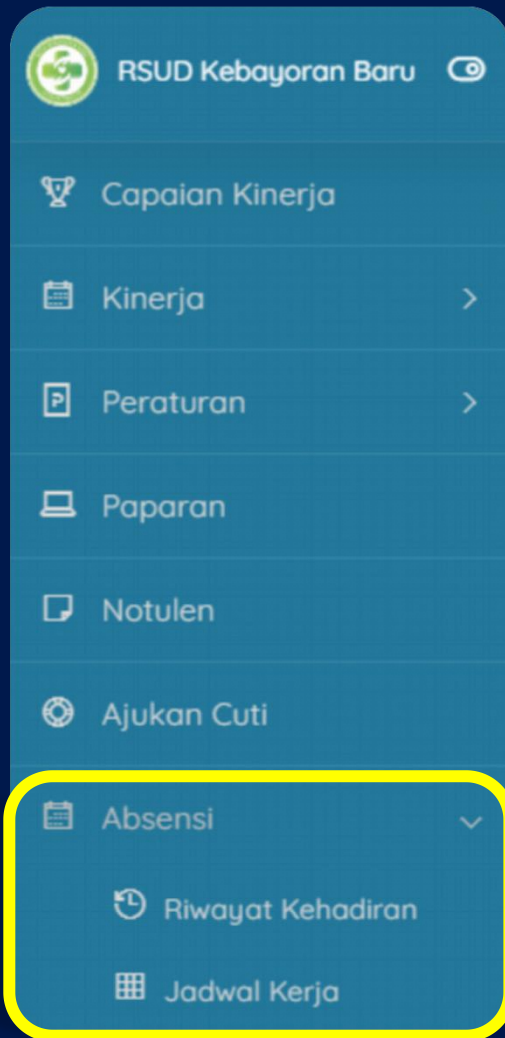 RSUD Kebayoran Baru
Capaian Kinerja
Kinerja
Peraturan
Paparan
Notulen
Ajukan Cuti
Absensi
Riwayat Kehadiran
Jadwal Kerja